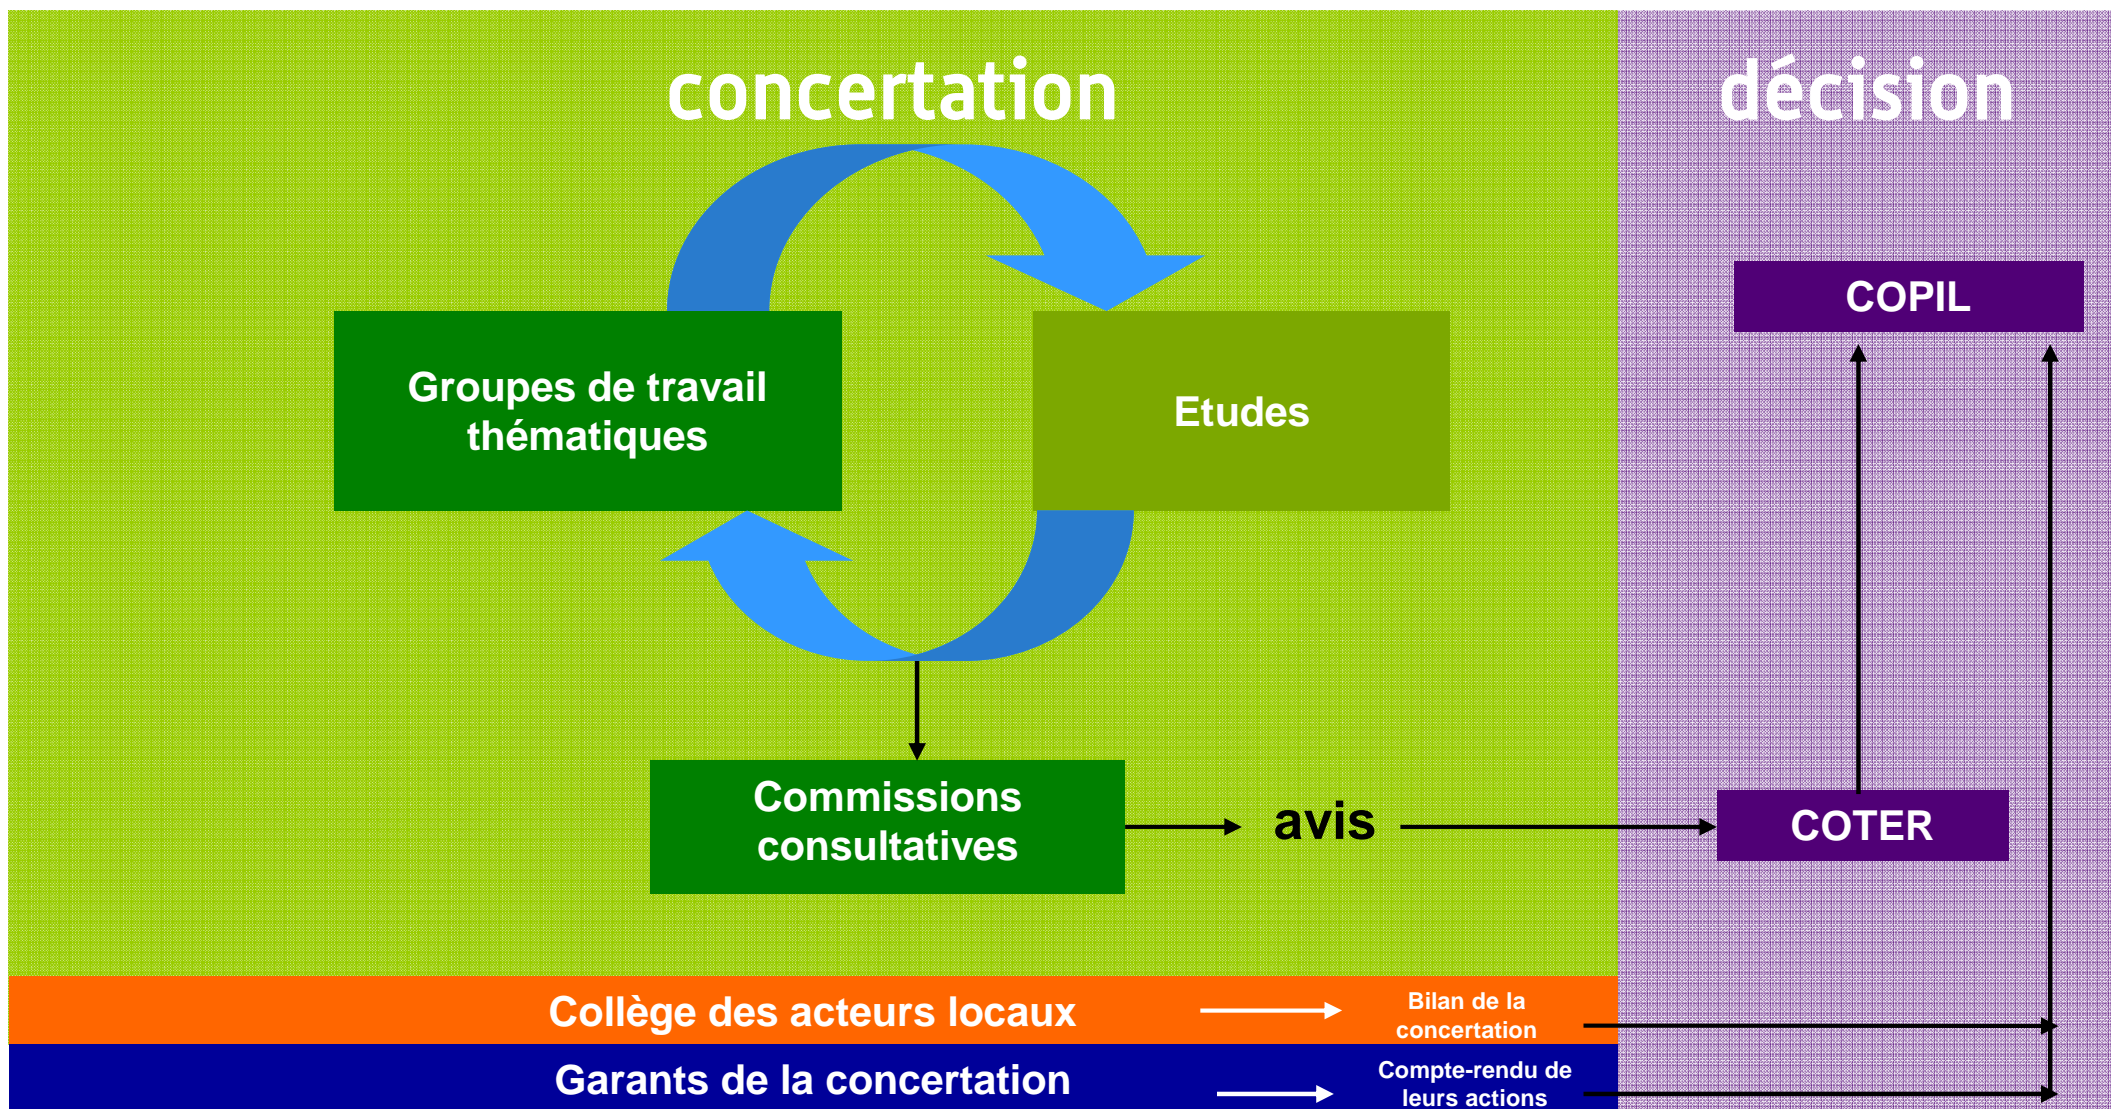 concertation
décision
COPIL
Groupes de travail
thématiques
Etudes
Commissions
consultatives
avis
COTER
Collège des acteurs locaux
Bilan de la
concertation
Garants de la concertation
Compte-rendu de
leurs actions